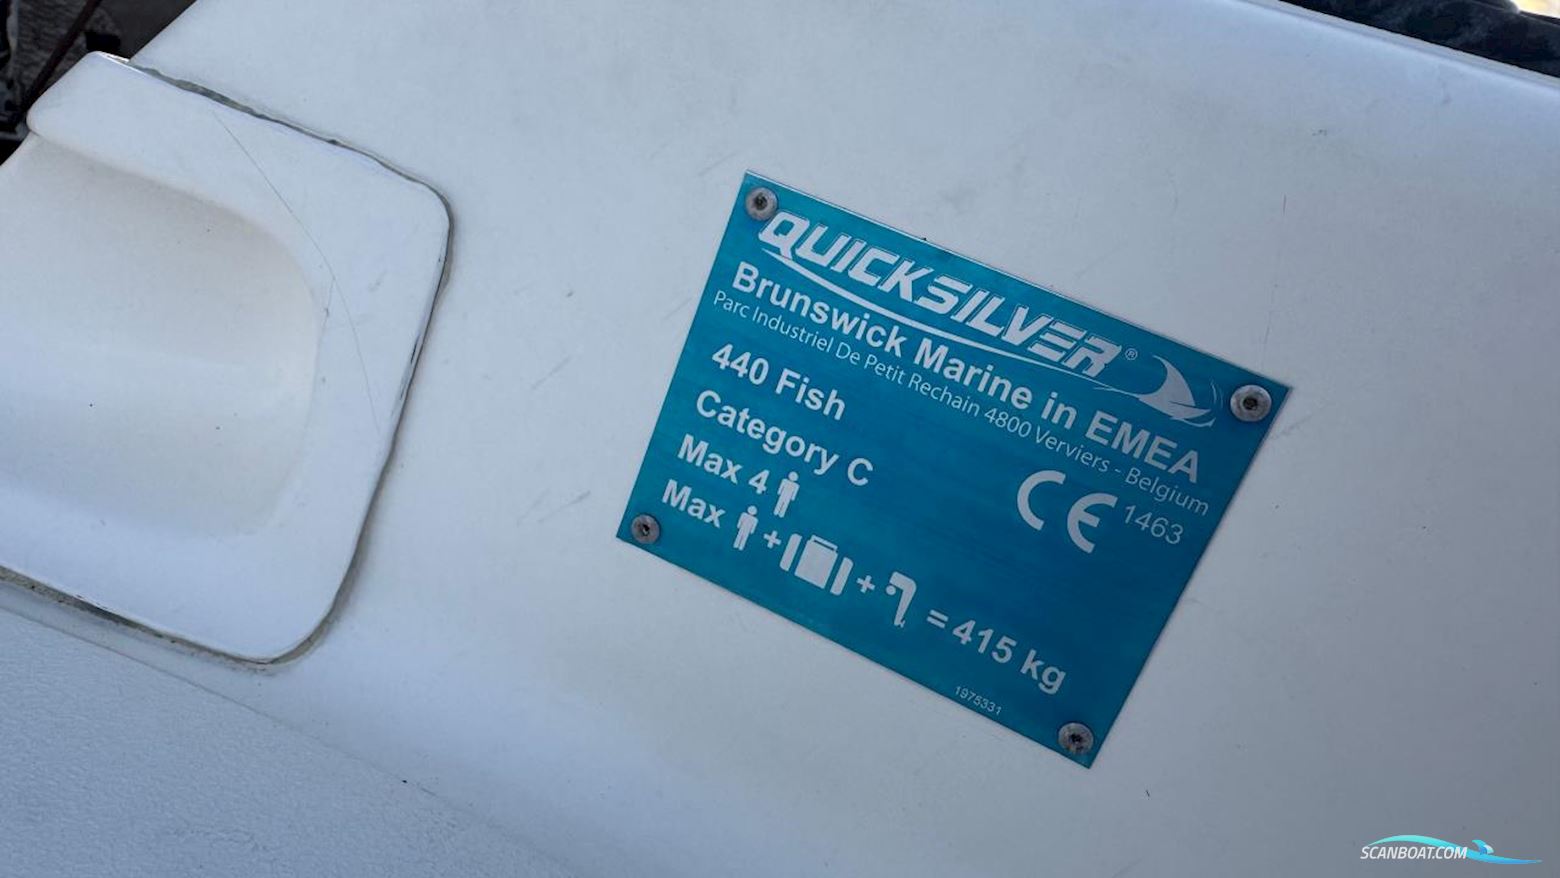 QUICKSILVER®
Brunswick Marine in EMEA
Parc Industriel De Petit Rechain 4800 Verviers - Belgium
440 Fish
Category C
Max 4
Max + + = 415 kg
CE 1463
1975331
SCANBOAT.COM